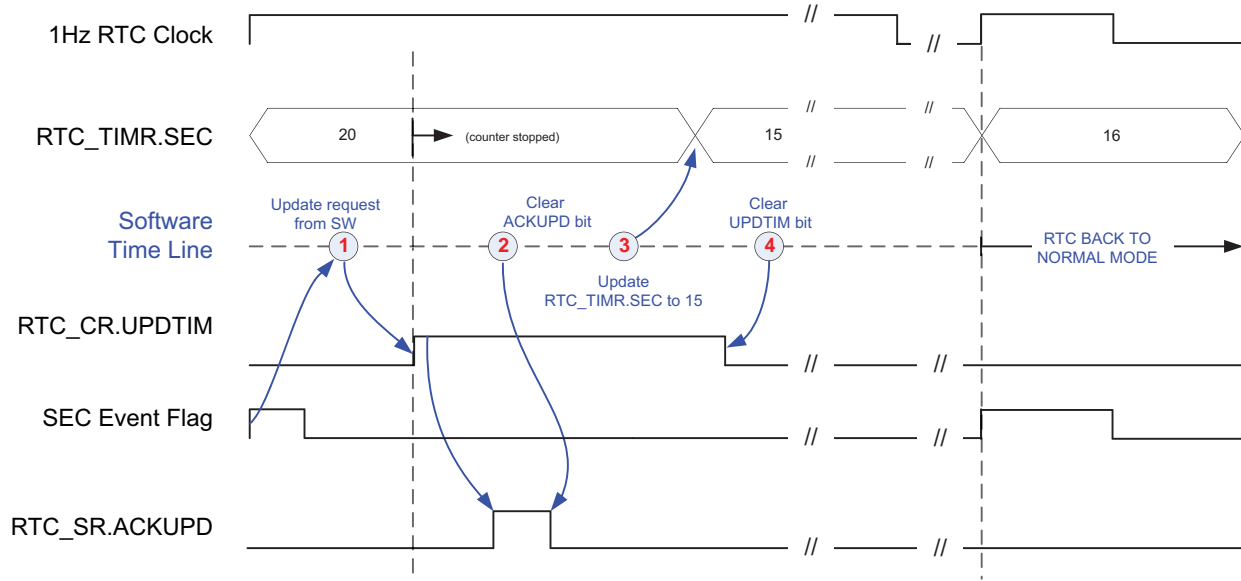 1Hz RTC Clock
//
//
RTC_TIMR.SEC
20
(counter stopped)
15
16
//
//
//
//
Software
Time Line
Update request
from SW
1
Clear
ACKUPD bit
2
3
Update
RTC_TIMR.SEC to 15
Clear
UPDTIM bit
4
RTC BACK TO
NORMAL MODE
RTC_CR.UPDTIM
//
//
SEC Event Flag
//
//
RTC_SR.ACKUPD
//
//